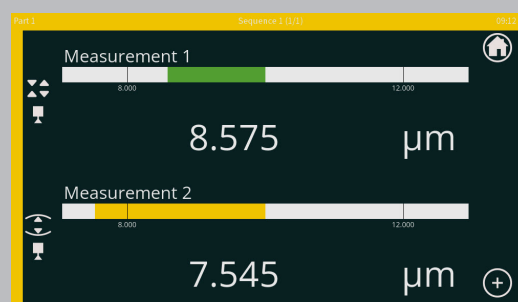 Part 1 Sequence 1 (1/1) 09:12
Measurement 1
8.000 12.000
8.575 µm
Measurement 2
8.000 12.000
7.545 µm